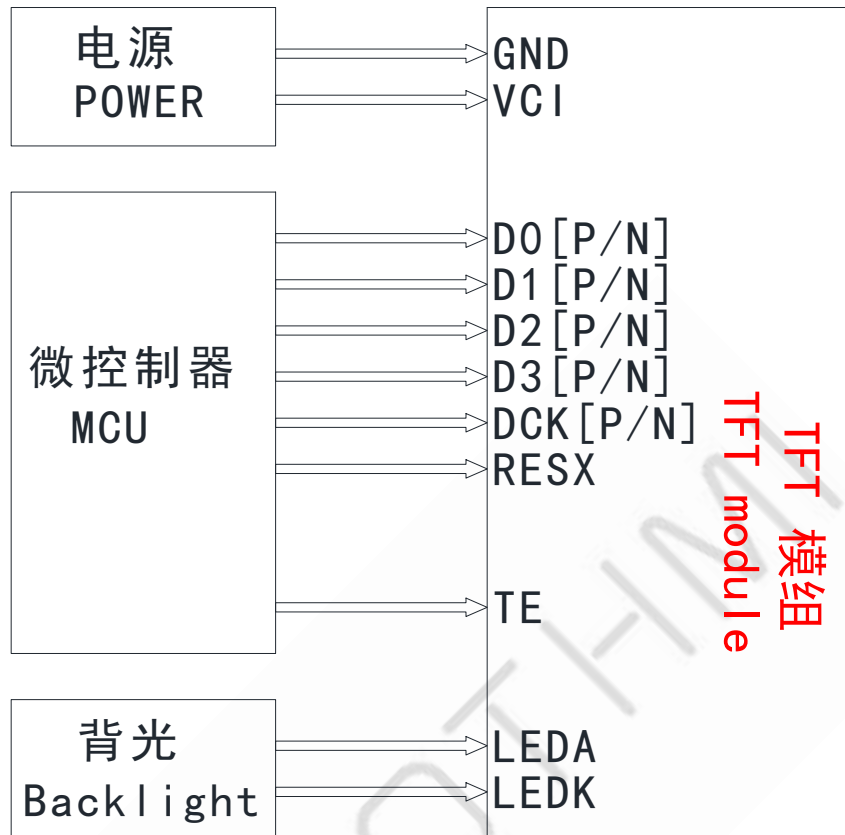 电源
POWER
GND
VCI
微控制器
MCU
D0[P/N]
D1[P/N]
D2[P/N]
D3[P/N]
DCK[P/N]
RESX
TE
TFT 模组
TFT module
背光
Backlight
LEDA
LEDK